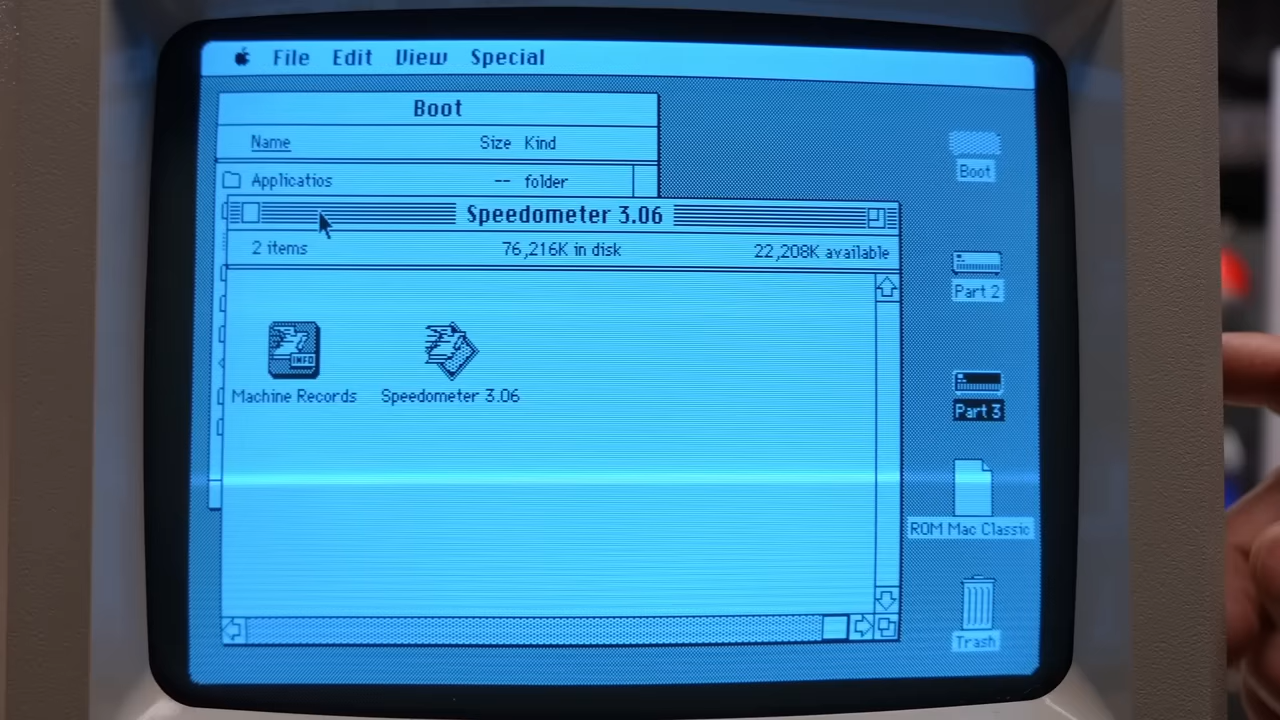 File Edit View Special
Boot
Name Size Kind
Applicatios -- folder
Speedometer 3.06
2 items 76,216K in disk 22,208K available
INFO
Machine Records Speedometer 3.06
Boot
Part 2
Part 3
ROM Mac Classic
Trash